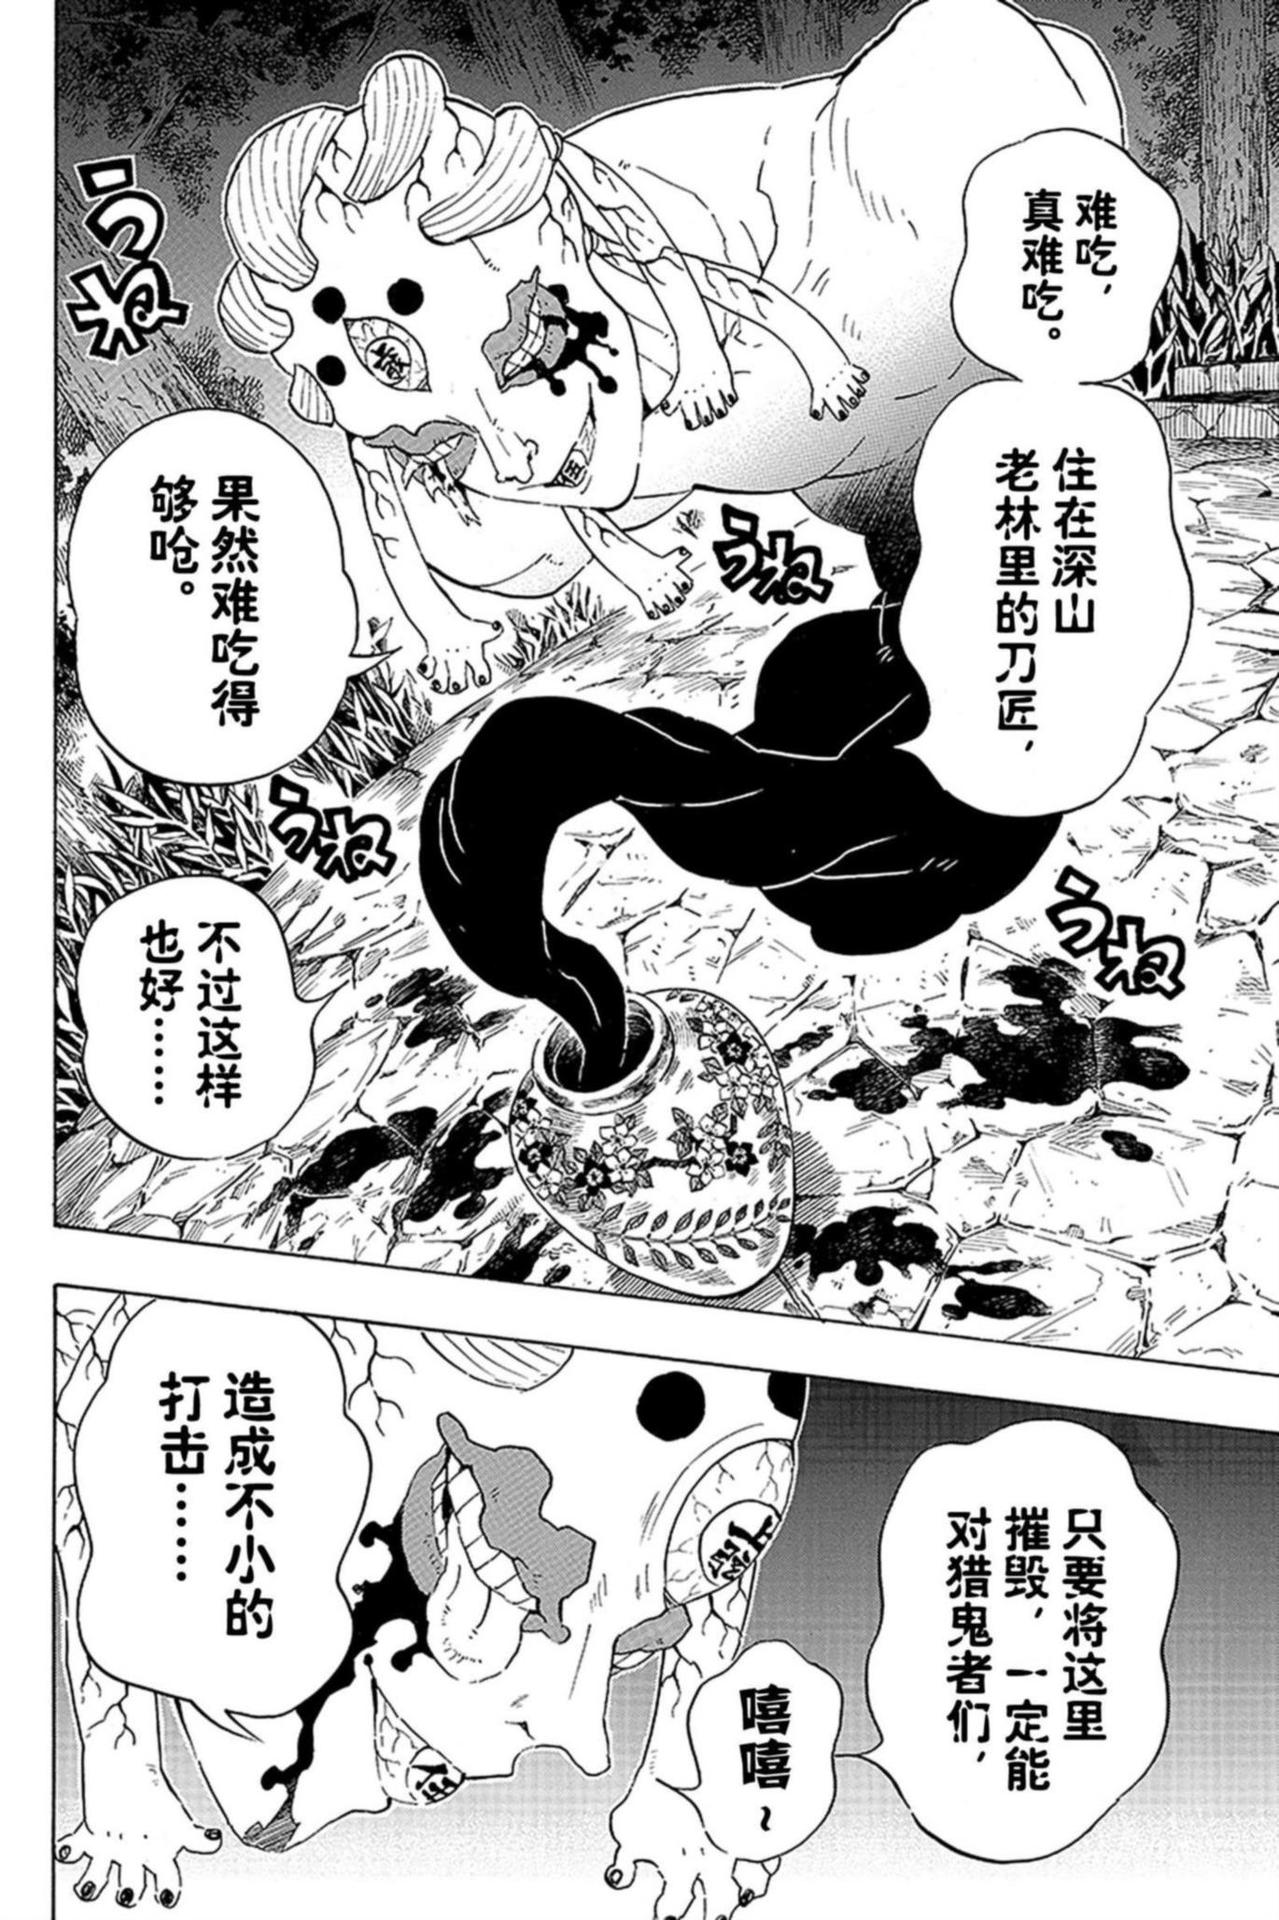 难吃，
真难吃。
住在深山
老林里的刀匠，
果然难吃得
够呛。
不过这样
也好……
うね
うね
うね
うね
只要将这里
摧毁，一定能
对猎鬼者们，
造成不小的
打击……
嘻嘻~